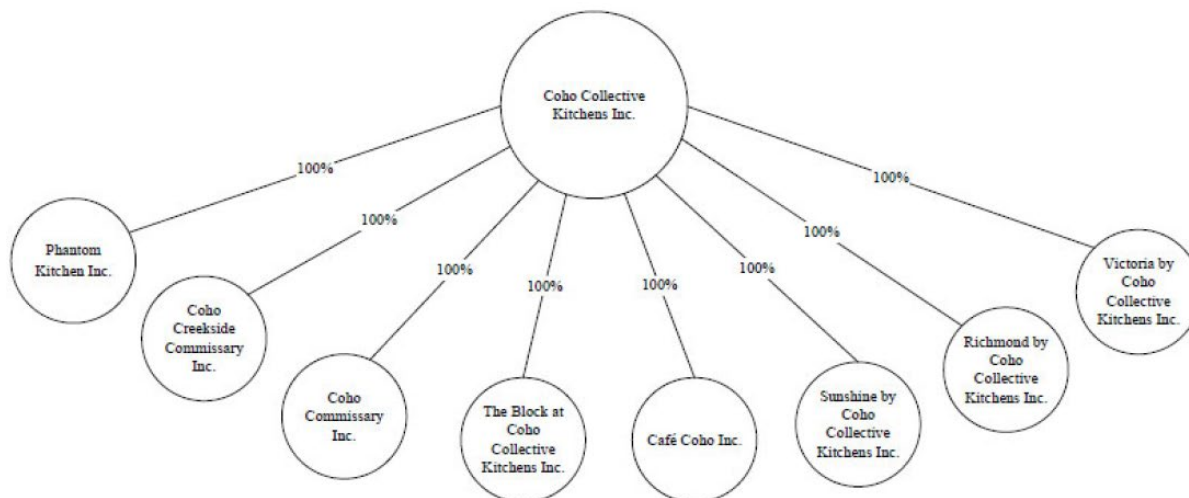 Coho Collective
Kitchens Inc.
100%
100%
100%
100%
100%
100%
100%
100%
Phantom
Kitchen Inc.
Coho
Creekside
Commissary
Inc.
Coho
Commissary
Inc.
The Block at
Coho
Collective
Kitchens Inc.
Café Coho Inc.
Sunshine by
Coho
Collective
Kitchens Inc.
Richmond by
Coho
Collective
Kitchens Inc.
Victoria by
Coho
Collective
Kitchens Inc.